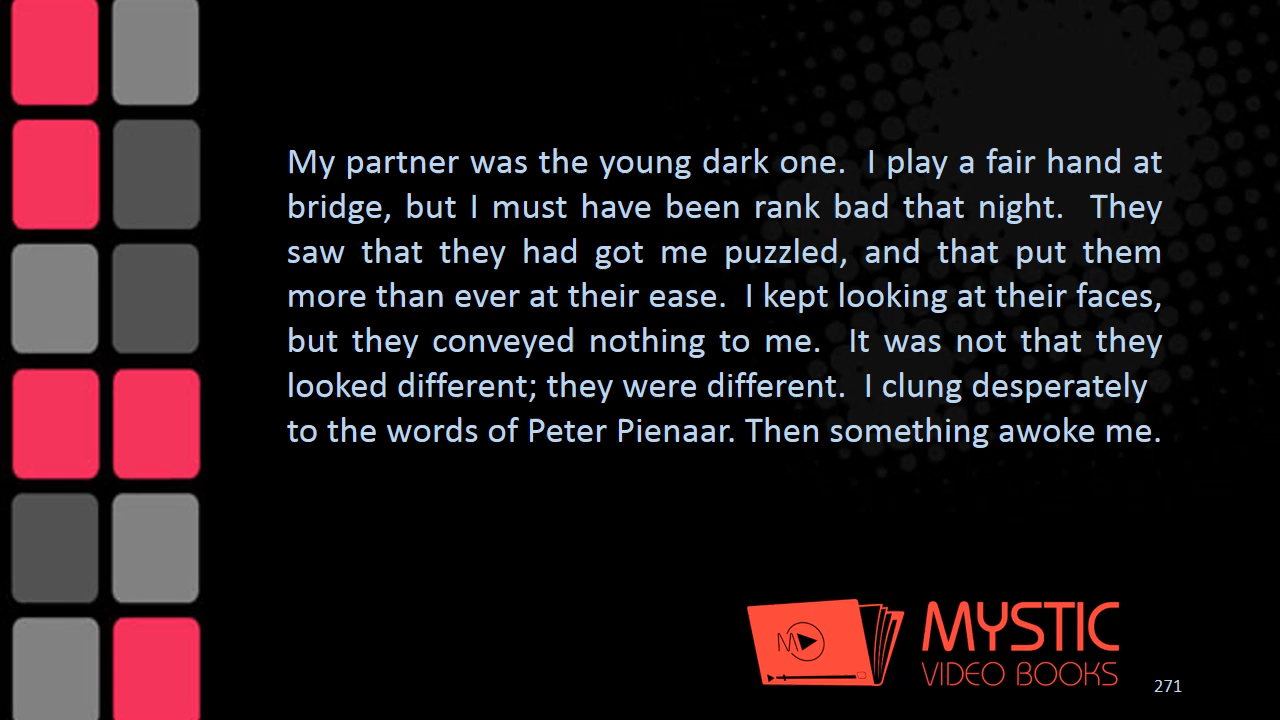 My partner was the young dark one.  I play a fair hand at
bridge, but I must have been rank bad that night.  They
saw that they had got me puzzled, and that put them
more than ever at their ease.  I kept looking at their faces,
but they conveyed nothing to me.  It was not that they
looked different; they were different.  I clung desperately
to the words of Peter Pienaar. Then something awoke me.
M
MYSTIC
VIDEO BOOKS
271